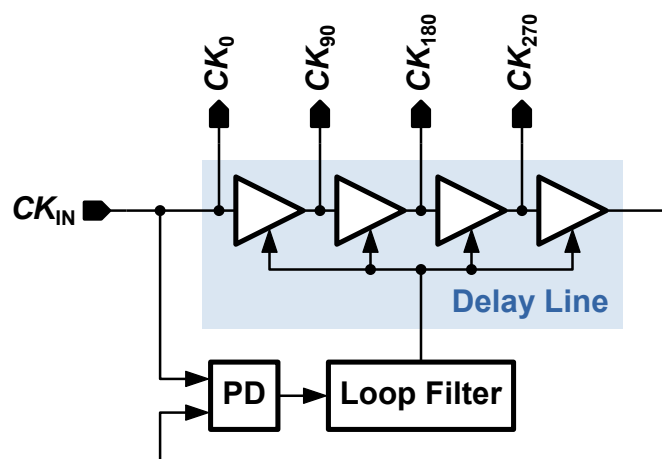 CK0
CK90
CK180
CK270
CKIN
Delay Line
PD
Loop Filter